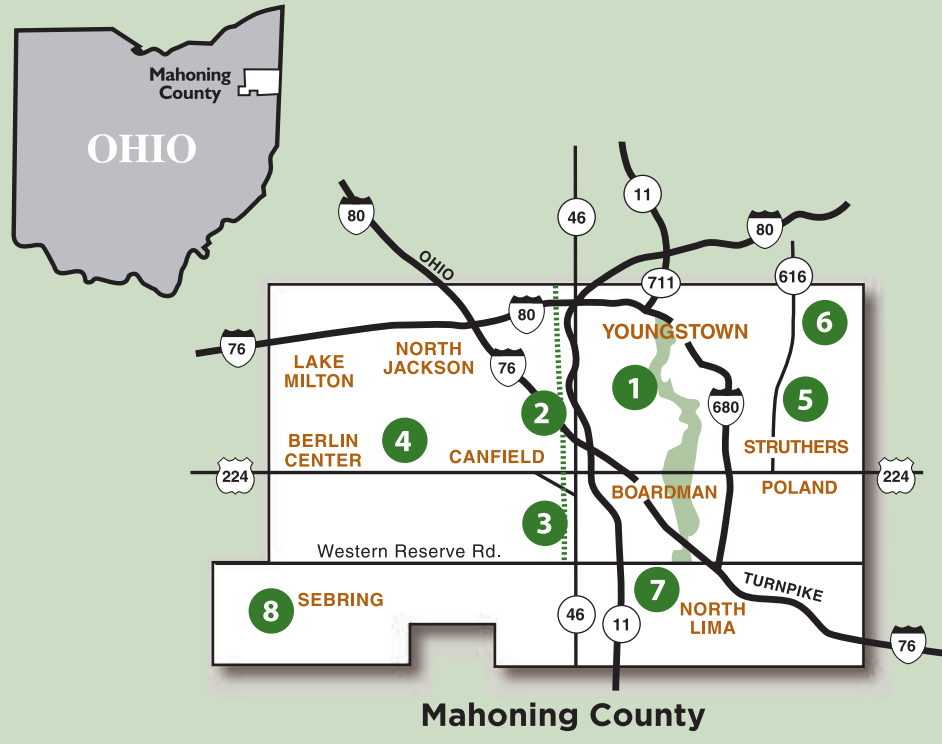 Mahoning
County
OHIO
11
80
46
80
OHIO
616
711
80
6
YOUNGSTOWN
76
NORTH
JACKSON
LAKE
MILTON
76
1
5
680
2
4
BERLIN
CENTER
STRUTHERS
CANFIELD
224
224
POLAND
BOARDMAN
3
Western Reserve Rd.
7
TURNPIKE
8
SEBRING
NORTH
LIMA
46
11
76
Mahoning County